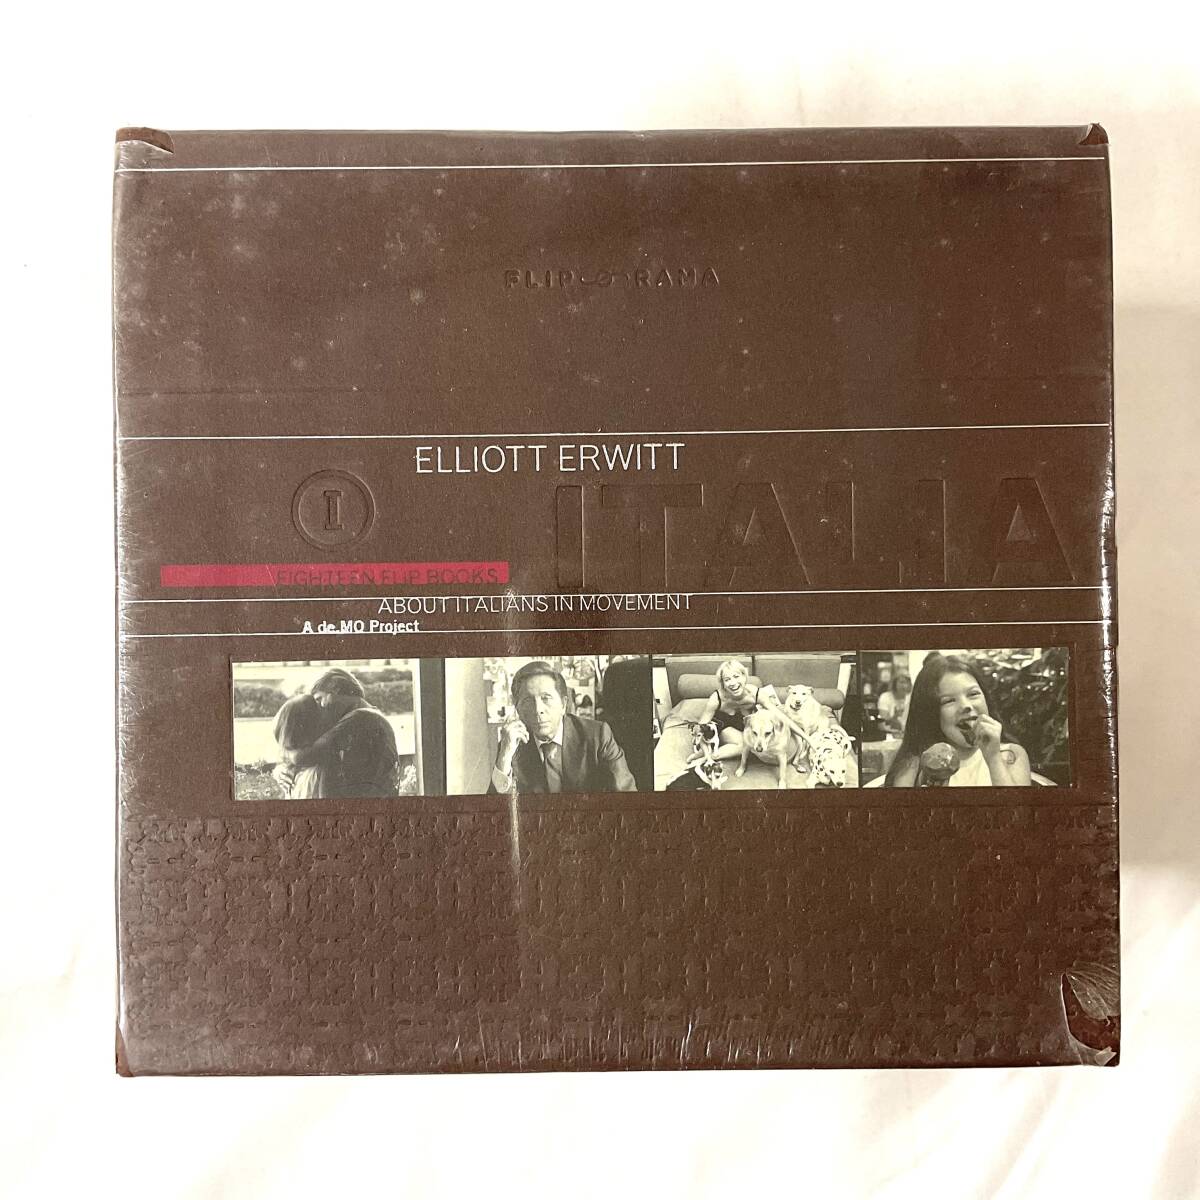 FLIP-O-RAMA
ELLIOTT ERWITT
I
ITALIA
EIGHTEEN FLIP BOOKS
ABOUT ITALIANS IN MOVEMENT
A de.MO Project